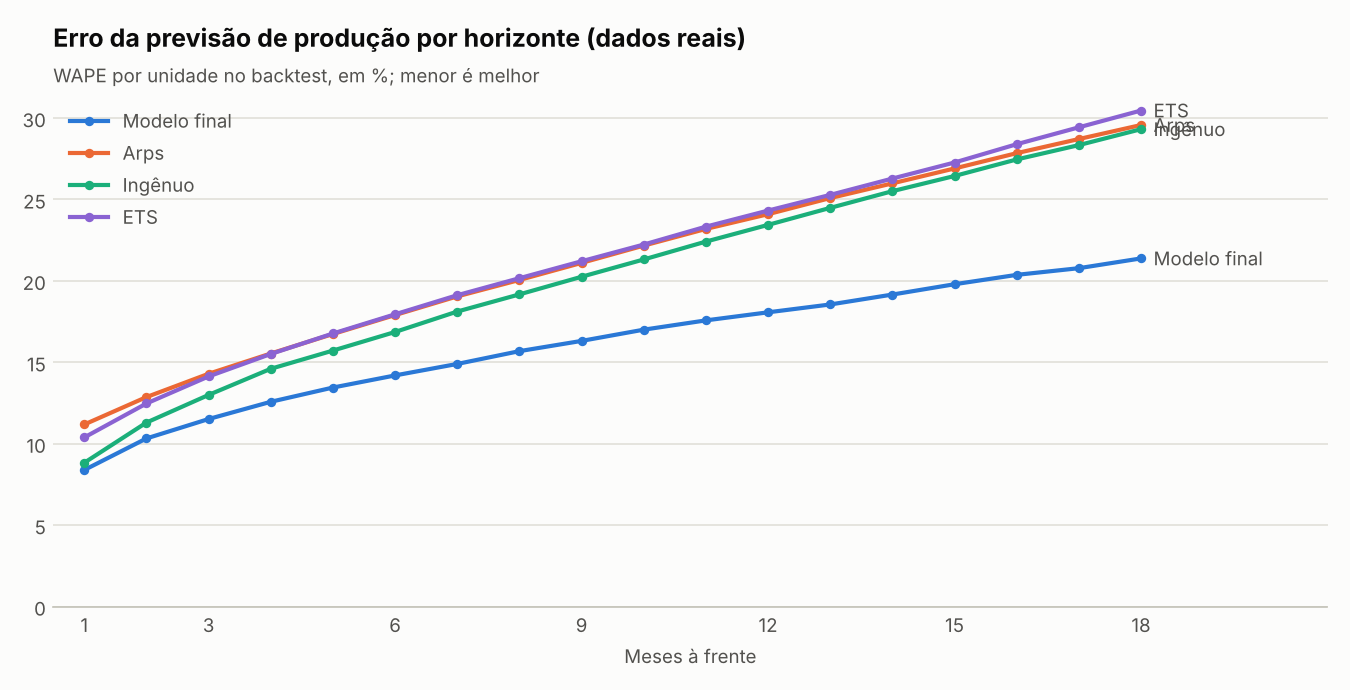 Erro da previsão de produção por horizonte (dados reais)
WAPE por unidade no backtest, em %; menor é melhor
30
25
20
15
10
5
0
Modelo final
Arps
Ingênuo
ETS
ETS
Arps
Ingênuo
Modelo final
1 3 6 9 12 15 18
Meses à frente